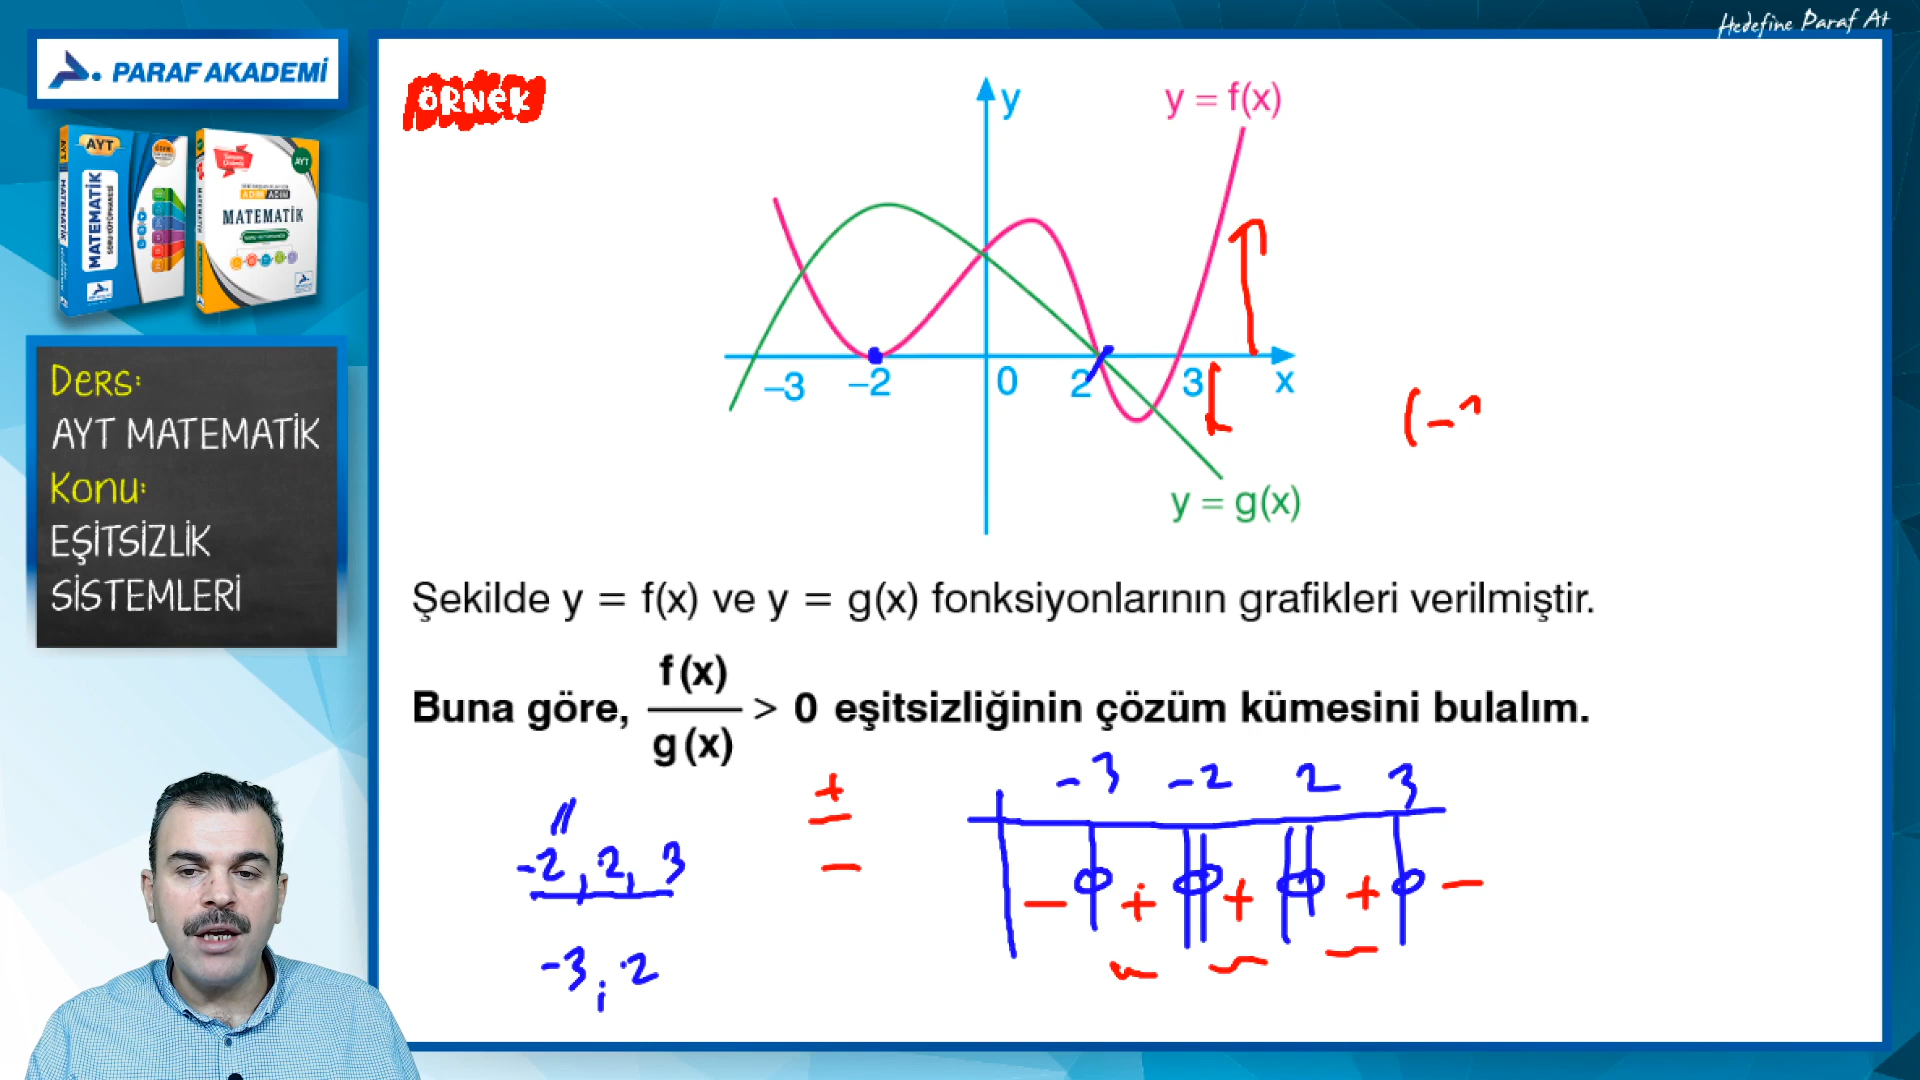 Hedefine Paraf At
PARAF AKADEMİ
AYT
MATEMATİK
AYT
MATEMATİK
Ders:
AYT MATEMATİK
Konu:
EŞİTSİZLİK
SİSTEMLERİ
ÖRNEK
y
y = f(x)
-3 -2 0 2 3 x
y = g(x)
(-
Şekilde y = f(x) ve y = g(x) fonksiyonlarının grafikleri verilmiştir.
Buna göre, f(x)/g(x) > 0 eşitsizliğinin çözüm kümesini bulalım.
-2, 2, 3
-3, 2
+
-
-3 -2 2 3
- + + + -